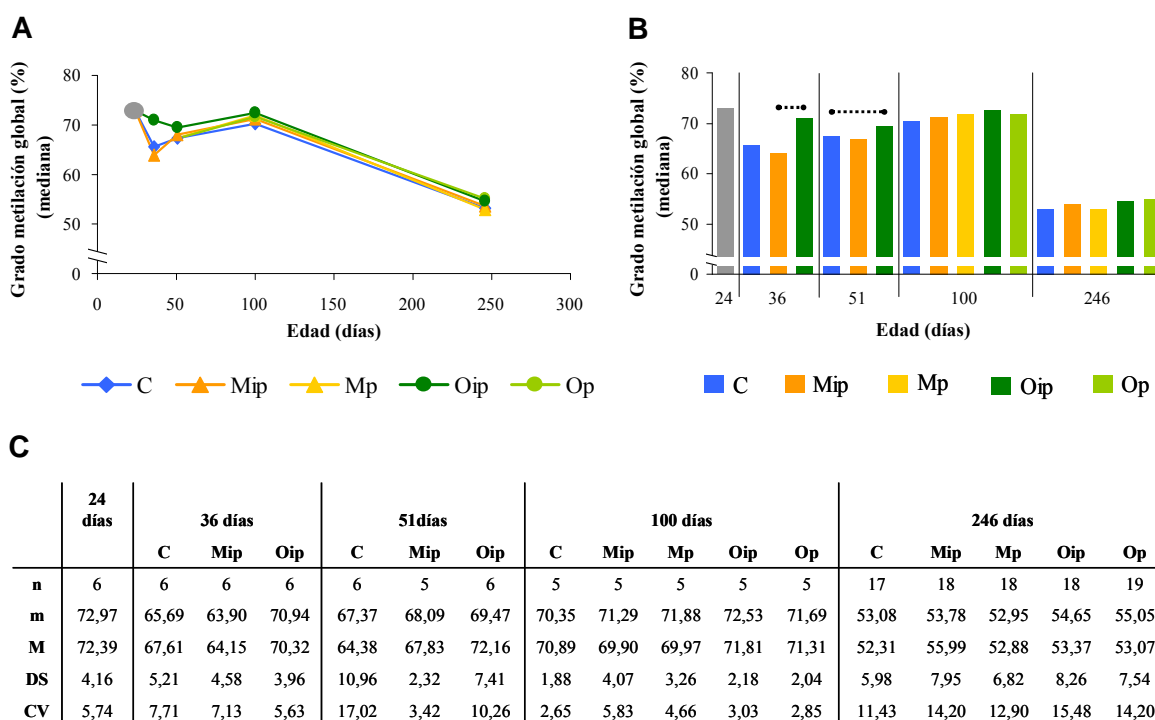 A
Grado metilación global (%)
(mediana)
80
70
60
50
0
0 50 100 150 200 250 300
Edad (días)
C Mip Mp Oip Op
B
Grado metilación global (%)
(mediana)
80
70
60
50
0
24 36 51 100 246
Edad (días)
C Mip Mp Oip Op
C
24 días 36 días 51días 100 días 246 días
C Mip Oip C Mip Oip C Mip Mp Oip Op C Mip Mp Oip Op
n 6 6 6 6 6 5 6 5 5 5 5 5 17 18 18 18 19
m 72,97 65,69 63,90 70,94 67,37 68,09 69,47 70,35 71,29 71,88 72,53 71,69 53,08 53,78 52,95 54,65 55,05
M 72,39 67,61 64,15 70,32 64,38 67,83 72,16 70,89 69,90 69,97 71,81 71,31 52,31 55,99 52,88 53,37 53,07
DS 4,16 5,21 4,58 3,96 10,96 2,32 7,41 1,88 4,07 3,26 2,18 2,04 5,98 7,95 6,82 8,26 7,54
CV 5,74 7,71 7,13 5,63 17,02 3,42 10,26 2,65 5,83 4,66 3,03 2,85 11,43 14,20 12,90 15,48 14,20